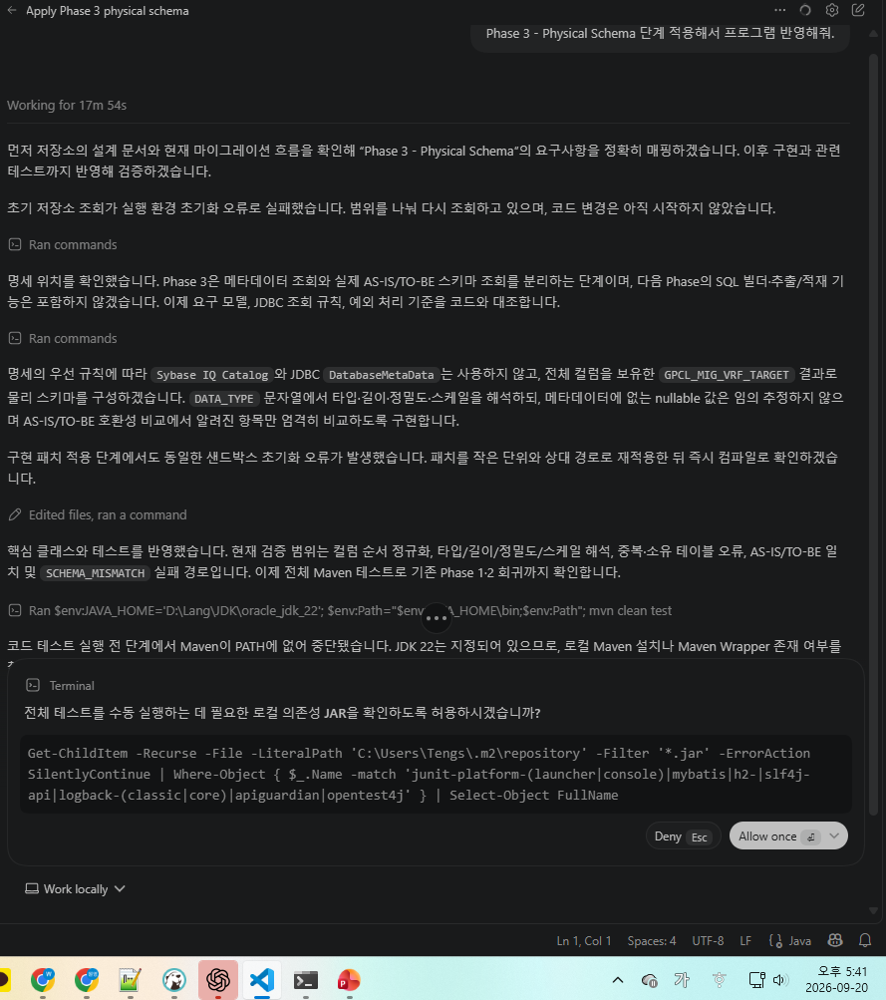 Apply Phase 3 physical schema
Phase 3 - Physical Schema 단계 적용해서 프로그램 반영해줘.
Working for 17m 54s
먼저 저장소의 설계 문서와 현재 마이그레이션 흐름을 확인해 “Phase 3 - Physical Schema”의 요구사항을 정확히 매핑하겠습니다. 이후 구현과 관련
테스트까지 반영해 검증하겠습니다.
초기 저장소 조회가 실행 환경 초기화 오류로 실패했습니다. 범위를 나눠 다시 조회하고 있으며, 코드 변경은 아직 시작하지 않았습니다.
Ran commands
명세 위치를 확인했습니다. Phase 3은 메타데이터 조회와 실제 AS-IS/TO-BE 스키마 조회를 분리하는 단계이며, 다음 Phase의 SQL 빌더·추출/적재 기
능은 포함하지 않겠습니다. 이제 요구 모델, JDBC 조회 규칙, 예외 처리 기준을 코드와 대조합니다.
Ran commands
명세의 우선 규칙에 따라 Sybase IQ Catalog와 JDBC DatabaseMetaData는 사용하지 않고, 전체 컬럼을 보유한 GPCL_MIG_VRF_TARGET 결과로
물리 스키마를 구성하겠습니다. DATA_TYPE 문자열에서 타입·길이·정밀도·스케일을 해석하되, 메타데이터에 없는 nullable 값은 임의 추정하지 않으
며 AS-IS/TO-BE 호환성 비교에서 알려진 항목만 엄격히 비교하도록 구현합니다.
구현 패치 적용 단계에서도 동일한 샌드박스 초기화 오류가 발생했습니다. 패치를 작은 단위와 상대 경로로 재적용한 뒤 즉시 컴파일로 확인하겠습
니다.
Edited files, ran a command
핵심 클래스와 테스트를 반영했습니다. 현재 검증 범위는 컬럼 순서 정규화, 타입/길이/정밀도/스케일 해석, 중복·소유 테이블 오류, AS-IS/TO-BE 일
치 및 SCHEMA_MISMATCH 실패 경로입니다. 이제 전체 Maven 테스트로 기존 Phase 1·2 회귀까지 확인합니다.
Ran $env:JAVA_HOME='D:\Lang\JDK\oracle_jdk_22'; $env:Path="$env A_HOME\bin;$env:Path"; mvn clean test
코드 테스트 실행 전 단계에서 Maven이 PATH에 없어 중단됐습니다. JDK 22는 지정되어 있으므로, 로컬 Maven 설치나 Maven Wrapper 존재 여부를
Terminal
전체 테스트를 수동 실행하는 데 필요한 로컬 의존성 JAR을 확인하도록 허용하시겠습니까?
Get-ChildItem -Recurse -File -LiteralPath 'C:\Users\Tengs\.m2\repository' -Filter '*.jar' -ErrorAction
SilentlyContinue | Where-Object { $_.Name -match 'junit-platform-(launcher|console)|mybatis|h2-|slf4j-
api|logback-(classic|core)|apiguardian|opentest4j' } | Select-Object FullName
Deny Esc Allow once
Work locally
Ln 1, Col 1 Spaces: 4 UTF-8 LF Java
가 오후 5:41
2026-09-20